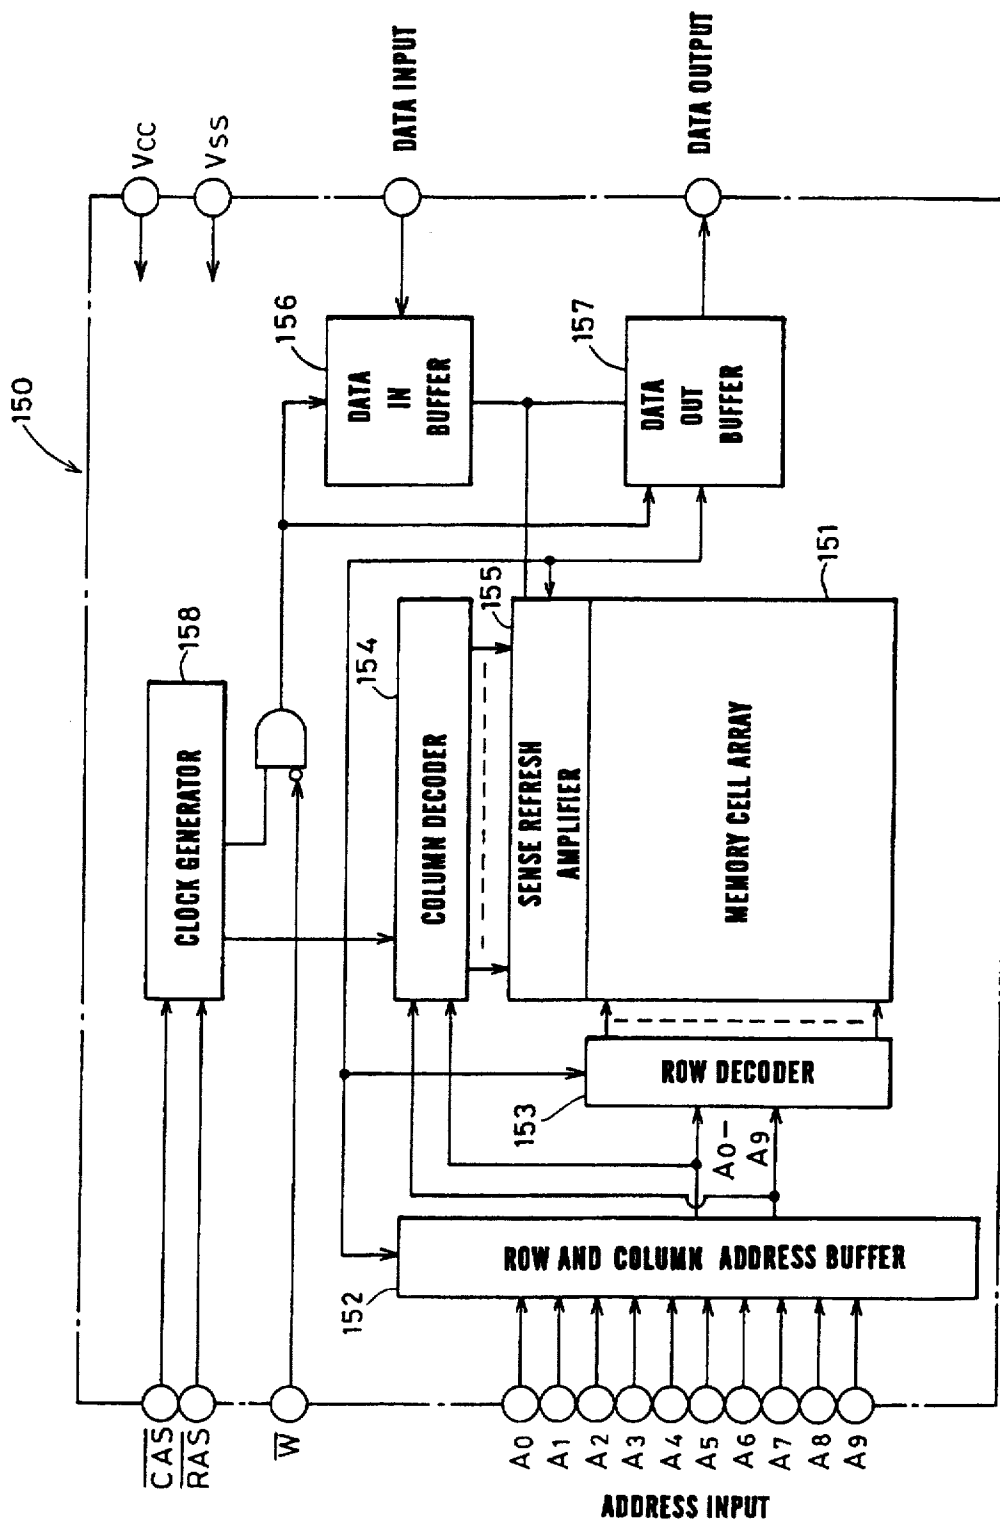 150
Vcc
Vss
CAS
RAS
W
CLOCK GENERATOR
158
DATA INPUT
156
DATA
IN
BUFFER
154
COLUMN DECODER
155
SENSE REFRESH
AMPLIFIER
157
DATA
OUT
BUFFER
DATA OUTPUT
151
MEMORY CELL ARRAY
153
ROW DECODER
A0-
A9
152
ROW AND COLUMN ADDRESS BUFFER
A0
A1
A2
A3
A4
A5
A6
A7
A8
A9
ADDRESS INPUT